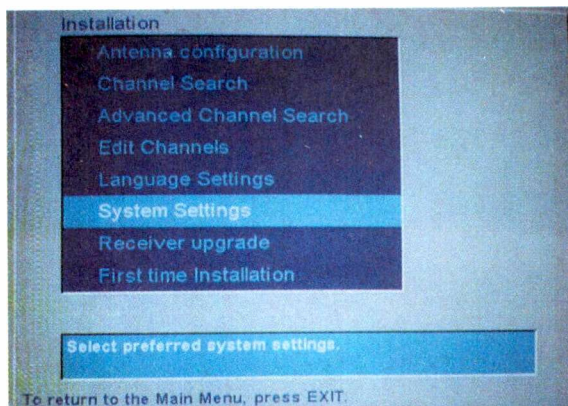 Installation
Antenna configuration
Channel Search
Advanced Channel Search
Edit Channels
Language Settings
System Settings
Receiver upgrade
First time Installation
Select preferred system settings.
To return to the Main Menu, press EXIT.